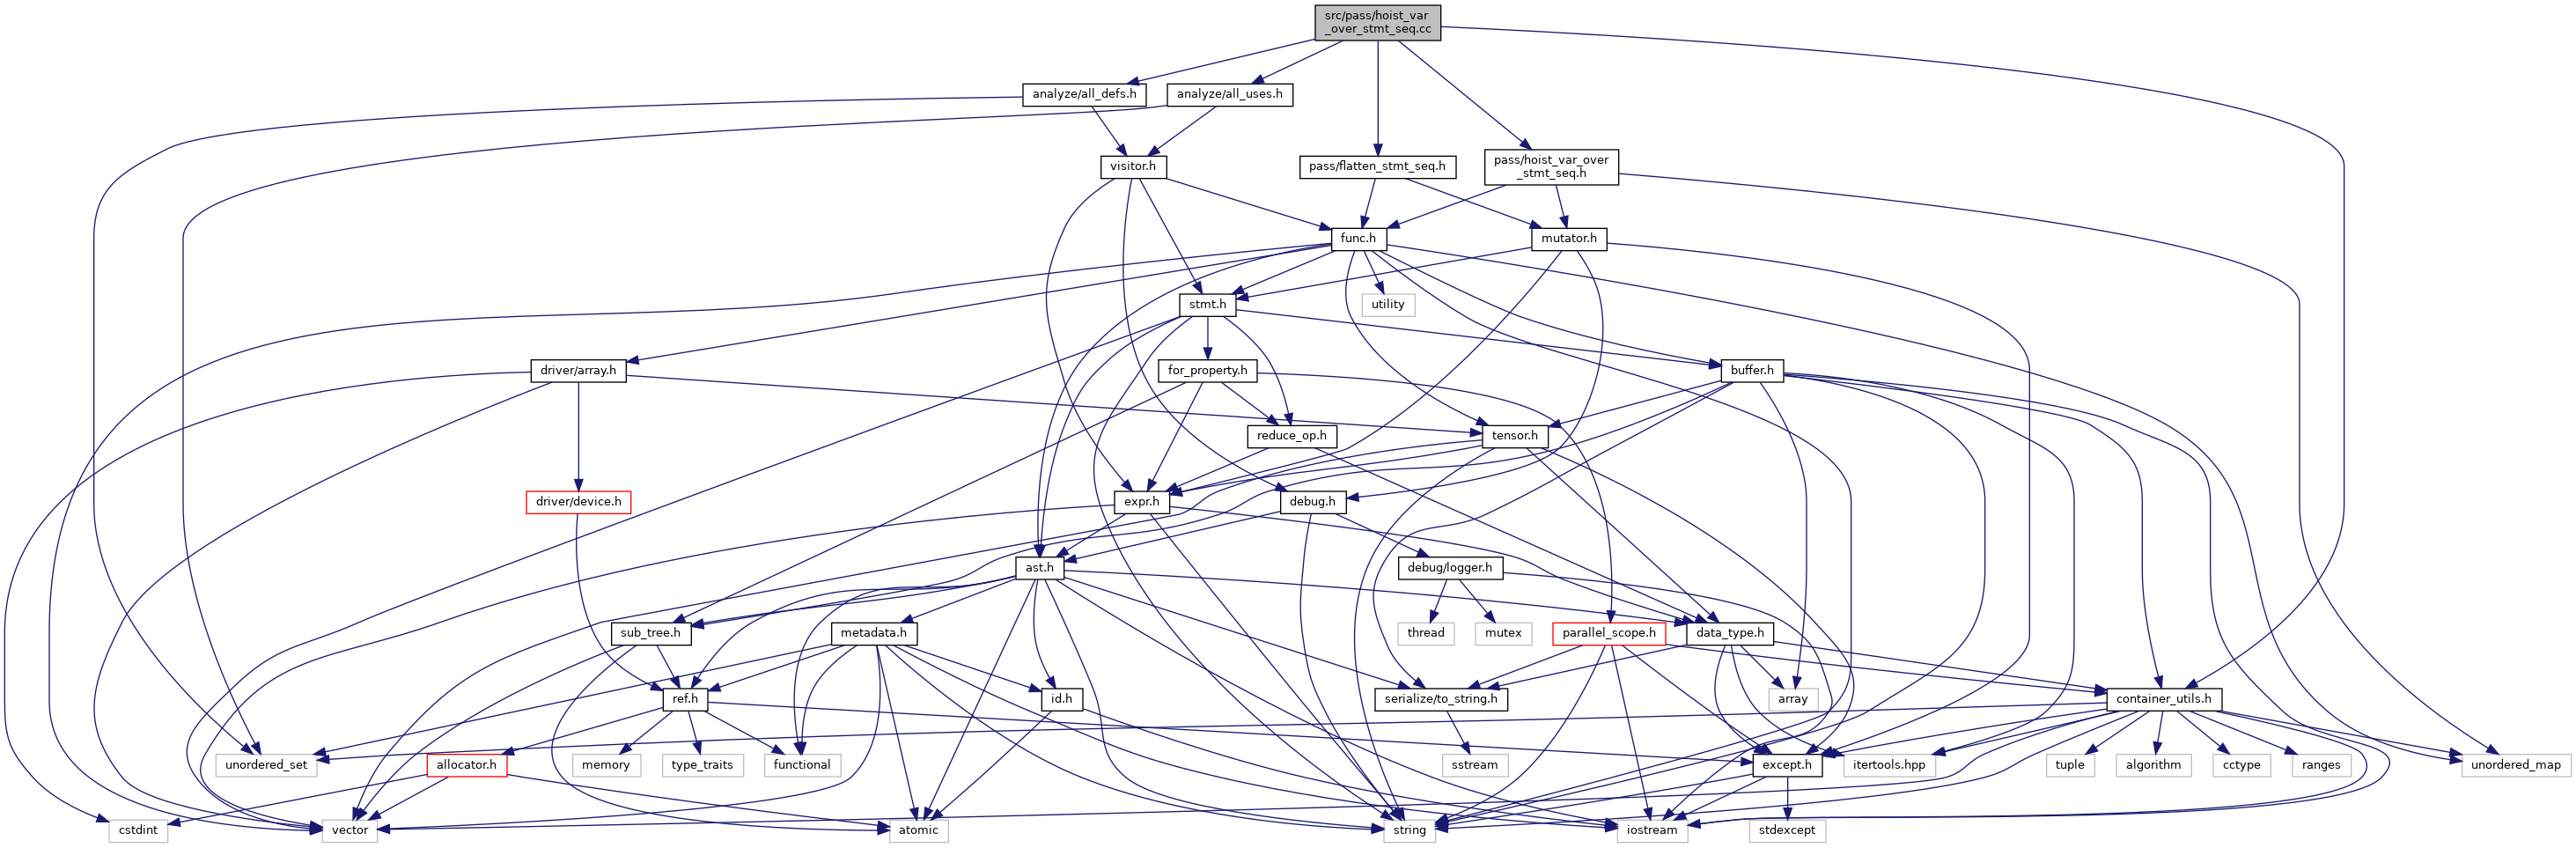 src/pass/hoist_var
_over_stmt_seq.cc
analyze/all_defs.h
analyze/all_uses.h
visitor.h
pass/flatten_stmt_seq.h
pass/hoist_var_over
_stmt_seq.h
func.h
mutator.h
stmt.h
utility
driver/array.h
for_property.h
buffer.h
reduce_op.h
tensor.h
driver/device.h
expr.h
debug.h
ast.h
debug/logger.h
sub_tree.h
metadata.h
thread
mutex
parallel_scope.h
data_type.h
ref.h
id.h
serialize/to_string.h
array
container_utils.h
unordered_set
allocator.h
memory
type_traits
functional
sstream
except.h
itertools.hpp
tuple
algorithm
cctype
ranges
unordered_map
cstdint
vector
atomic
string
iostream
stdexcept